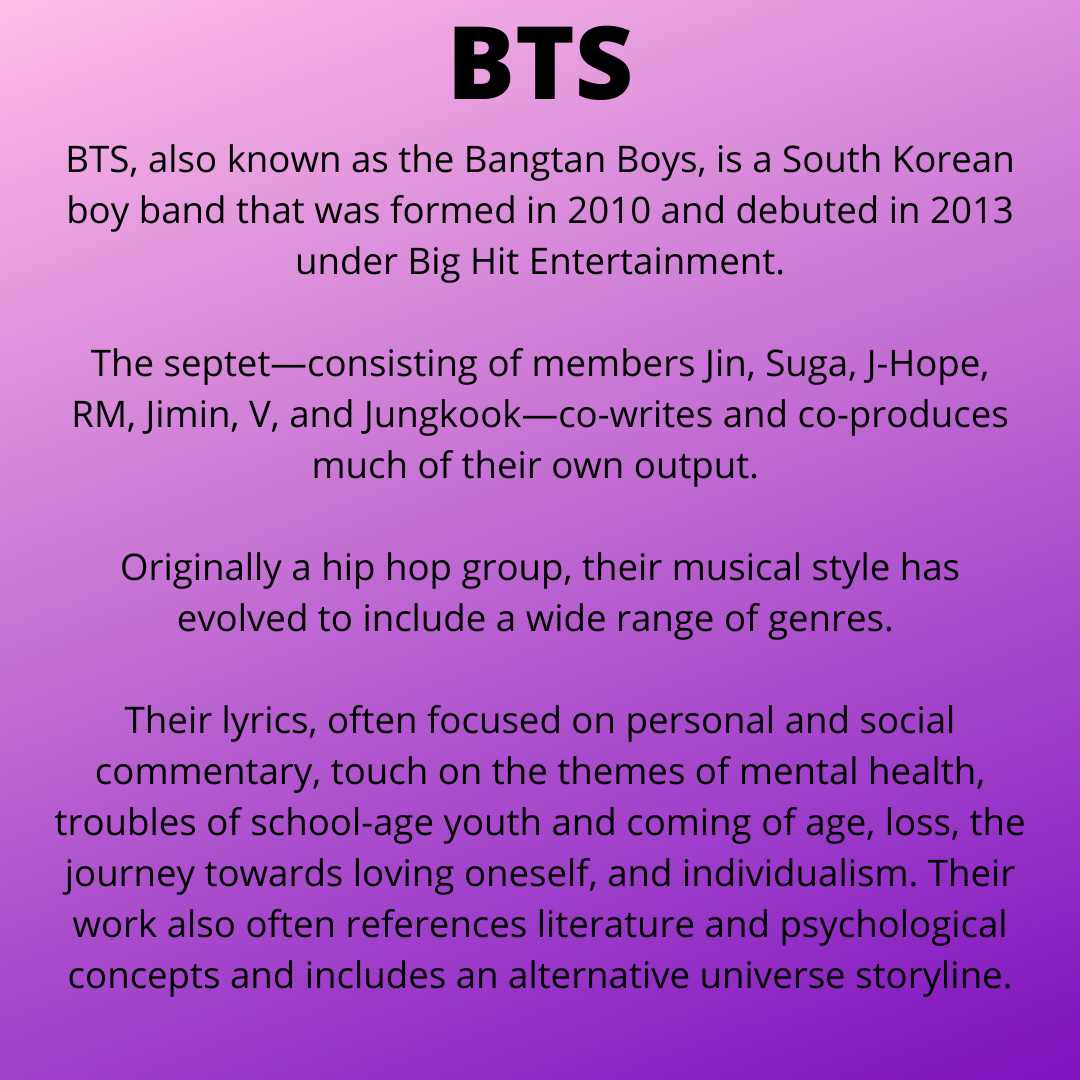 BTS
BTS, also known as the Bangtan Boys, is a South Korean
boy band that was formed in 2010 and debuted in 2013
under Big Hit Entertainment.
The septet—consisting of members Jin, Suga, J-Hope,
RM, Jimin, V, and Jungkook—co-writes and co-produces
much of their own output.
Originally a hip hop group, their musical style has
evolved to include a wide range of genres.
Their lyrics, often focused on personal and social
commentary, touch on the themes of mental health,
troubles of school-age youth and coming of age, loss, the
journey towards loving oneself, and individualism. Their
work also often references literature and psychological
concepts and includes an alternative universe storyline.